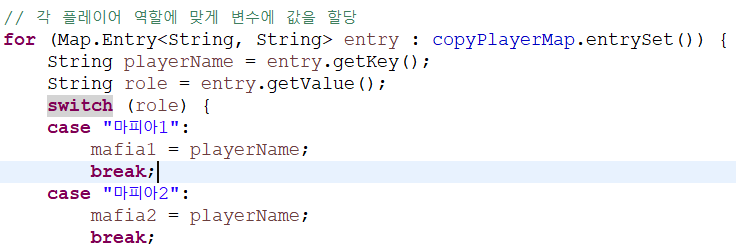 // 각 플레이어 역할에 맞게 변수에 값을 할당
for (Map.Entry<String, String> entry : copyPlayerMap.entrySet()) {
    String playerName = entry.getKey();
    String role = entry.getValue();
    switch (role) {
    case "마피아1":
        mafia1 = playerName;
        break;
    case "마피아2":
        mafia2 = playerName;
        break;